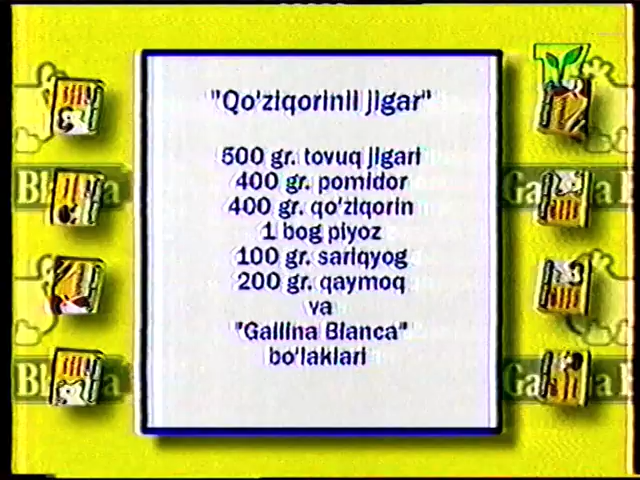 "Qo'ziqorinli jigar"
500 gr. tovuq jigari
400 gr. pomidor
400 gr. qo'ziqorin
1 bog piyoz
100 gr. sariqyog
200 gr. qaymoq
va
"Gallina Blanca"
bo'laklari